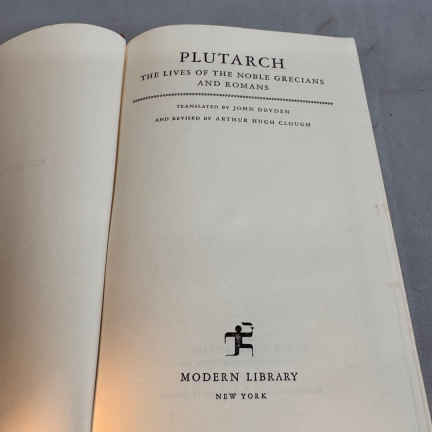 PLUTARCH
THE LIVES OF THE NOBLE GRECIANS
AND ROMANS
TRANSLATED BY JOHN DRYDEN
AND REVISED BY ARTHUR HUGH CLOUGH
MODERN LIBRARY
NEW YORK